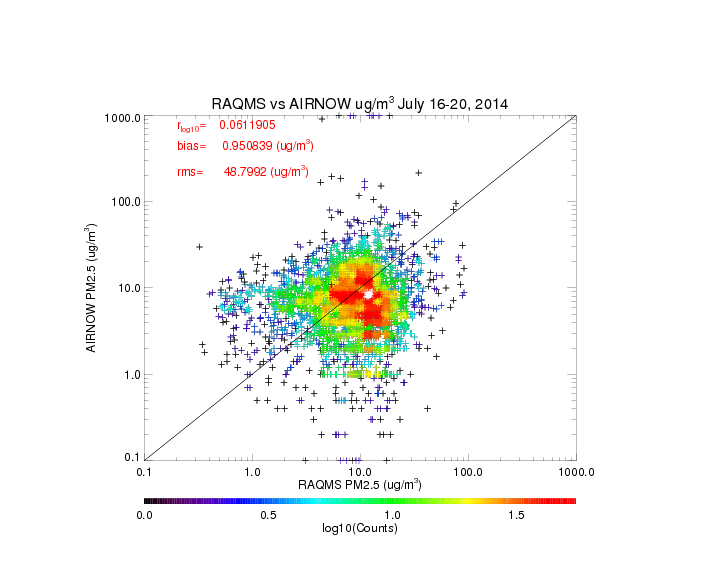 RAQMS vs AIRNOW ug/m³ July 16-20, 2014
1000.0
r_log10= 0.0611905
bias= 0.950839 (ug/m³)
rms= 48.7992 (ug/m³)
100.0
10.0
1.0
0.1
AIRNOW PM2.5 (ug/m³)
0.1 1.0 10.0 100.0 1000.0
RAQMS PM2.5 (ug/m³)
0.0 0.5 1.0 1.5
log10(Counts)